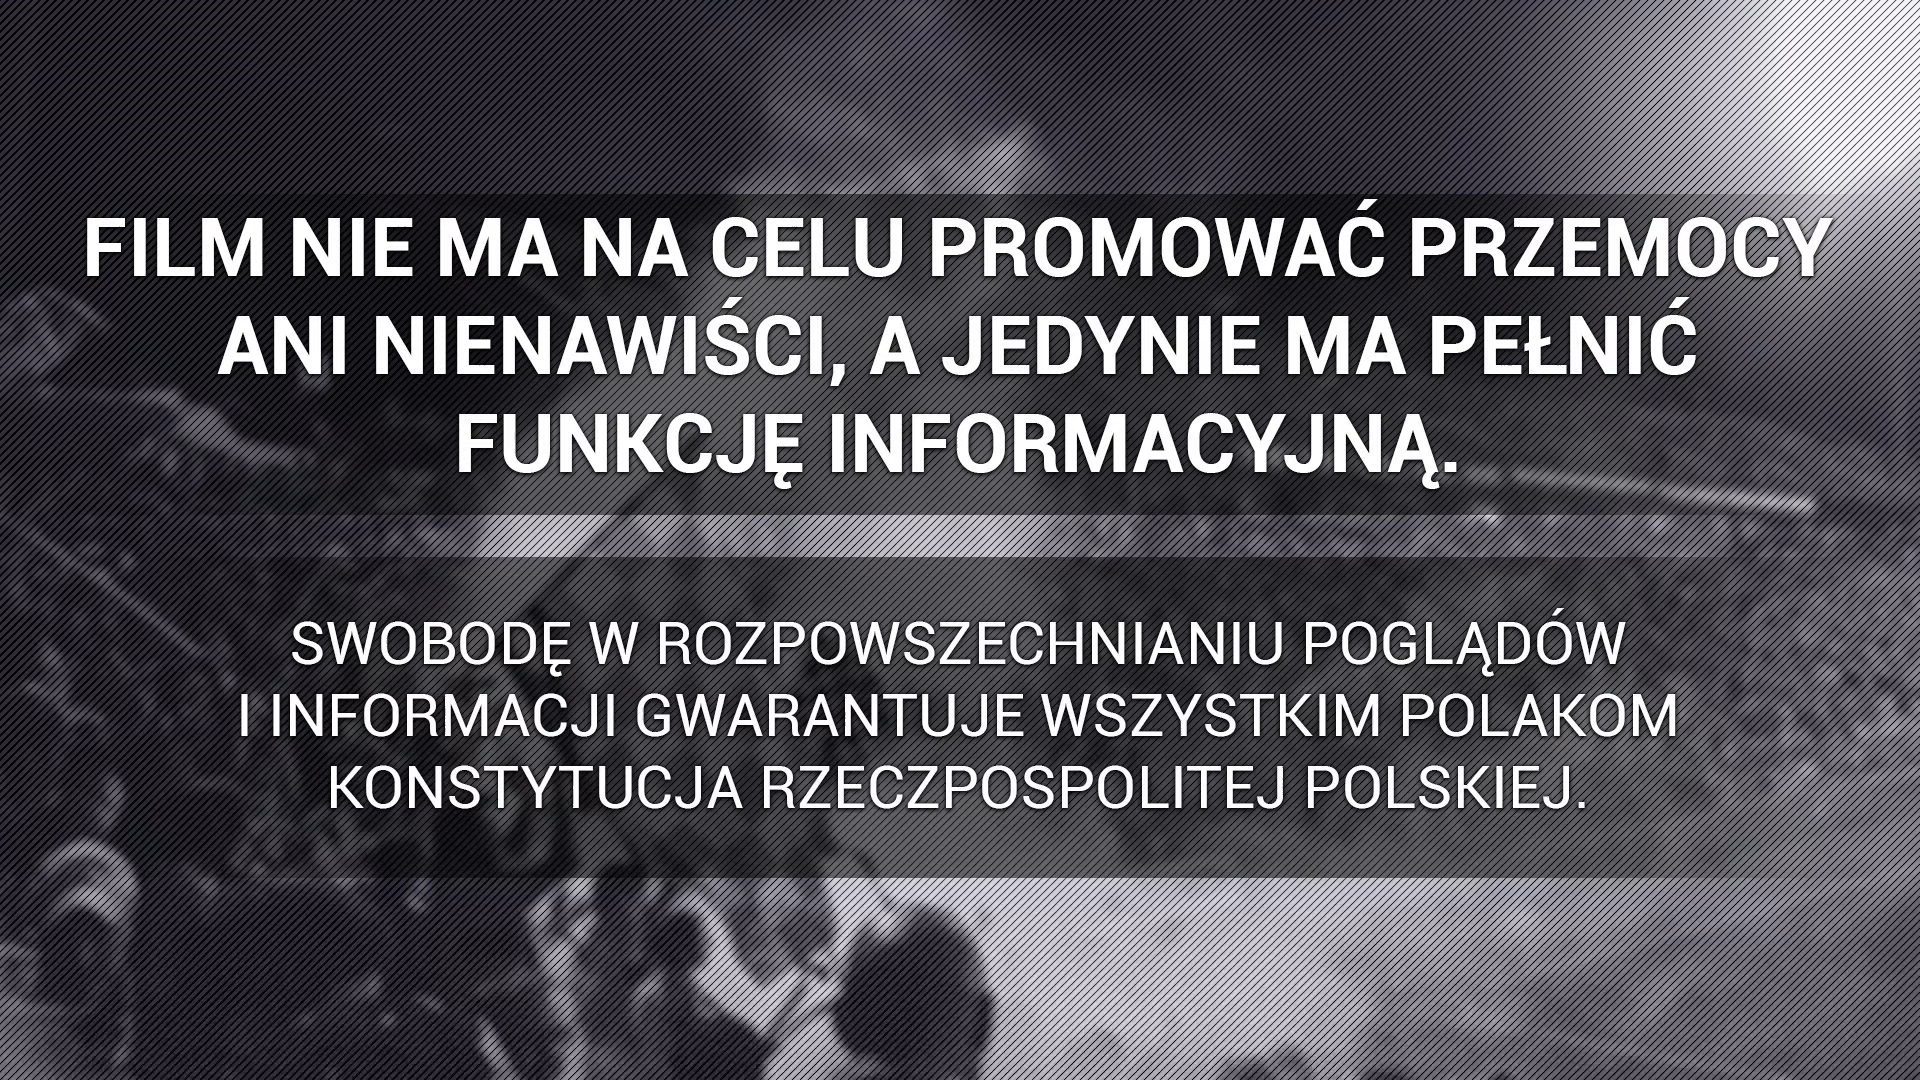 FILM NIE MA NA CELU PROMOWAĆ PRZEMOCY
ANI NIENAWIŚCI, A JEDYNIE MA PEŁNIĆ
FUNKCJĘ INFORMACYJNĄ.
SWOBODĘ W ROZPOWSZECHNIANIU POGLĄDÓW
I INFORMACJI GWARANTUJE WSZYSTKIM POLAKOM
KONSTYTUCJA RZECZPOSPOLITEJ POLSKIEJ.